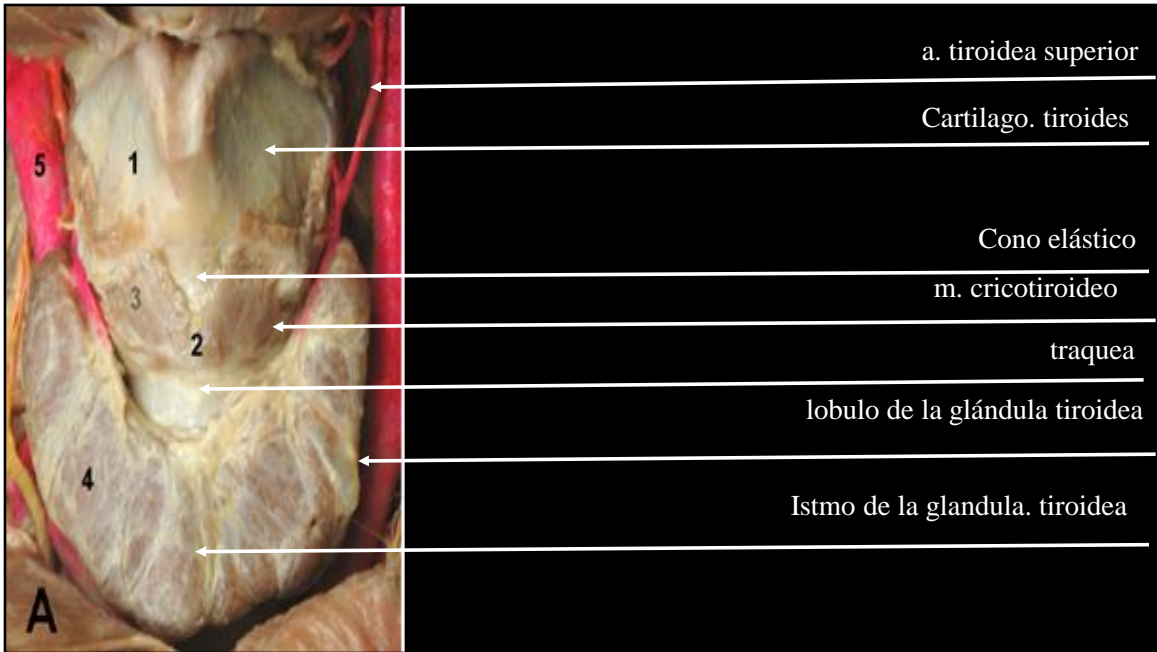 a. tiroidea superior
Cartilago. tiroides
5
1
Cono elástico
m. cricotiroideo
3
2
traquea
lobulo de la glándula tiroidea
4
Istmo de la glandula. tiroidea
A